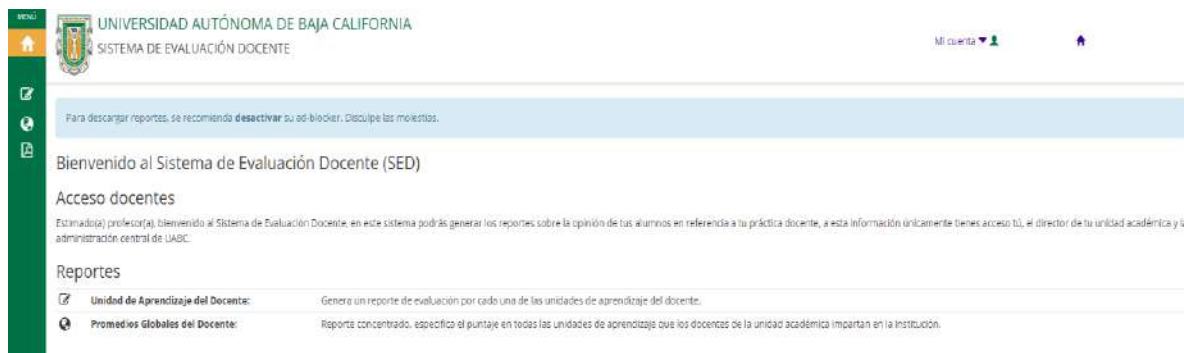 MENÚ
UNIVERSIDAD AUTÓNOMA DE BAJA CALIFORNIA
SISTEMA DE EVALUACIÓN DOCENTE
Mi cuenta
Para descargar reportes, se recomienda desactivar su ad-blocker. Disculpe las molestias.
Bienvenido al Sistema de Evaluación Docente (SED)
Acceso docentes
Estimado(a) profesor(a), bienvenido al Sistema de Evaluación Docente, en este sistema podrás generar los reportes sobre la opinión de tus alumnos en referencia a tu práctica docente, a esta información únicamente tienes acceso tú, el director de tu unidad académica y
administración central de UABC.
Reportes
Unidad de Aprendizaje del Docente: Genera un reporte de evaluación por cada una de las unidades de aprendizaje del docente.
Promedios Globales del Docente: Reporte concentrado, especifica el puntaje en todas las unidades de aprendizaje que los docentes de la unidad académica impartan en la institución.